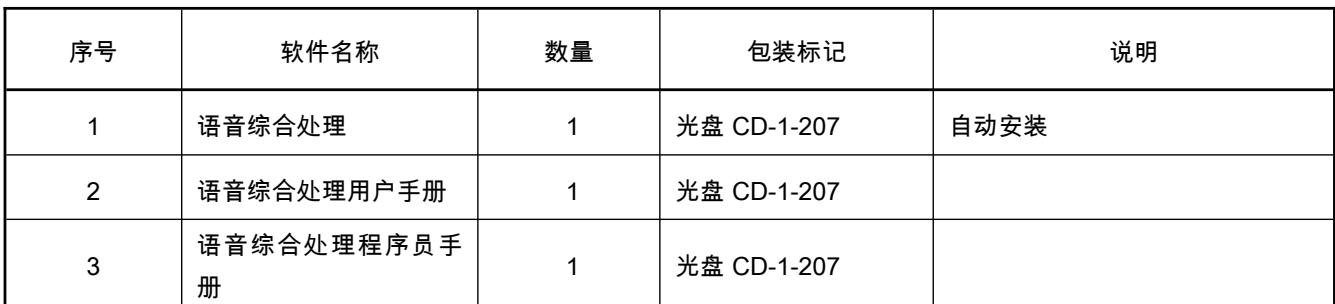 序号 软件名称 数量 包装标记 说明
1 语音综合处理 1 光盘 CD-1-207 自动安装
2 语音综合处理用户手册 1 光盘 CD-1-207
语音综合处理程序员手
3 1 光盘 CD-1-207
册